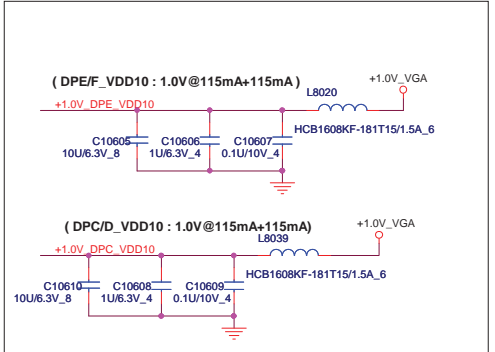 ( DPE/F_VDD10 : 1.0V@115mA+115mA )
L8020
+1.0V_VGA
+1.0V_DPE_VDD10
HCB1608KF-181T15/1.5A_6
C10605
10U/6.3V_8
C10606
1U/6.3V_4
C10607
0.1U/10V_4
( DPC/D_VDD10 : 1.0V@115mA+115mA)
L8039
+1.0V_VGA
+1.0V_DPC_VDD10
HCB1608KF-181T15/1.5A_6
C10610
10U/6.3V_8
C10608
1U/6.3V_4
C10609
0.1U/10V_4